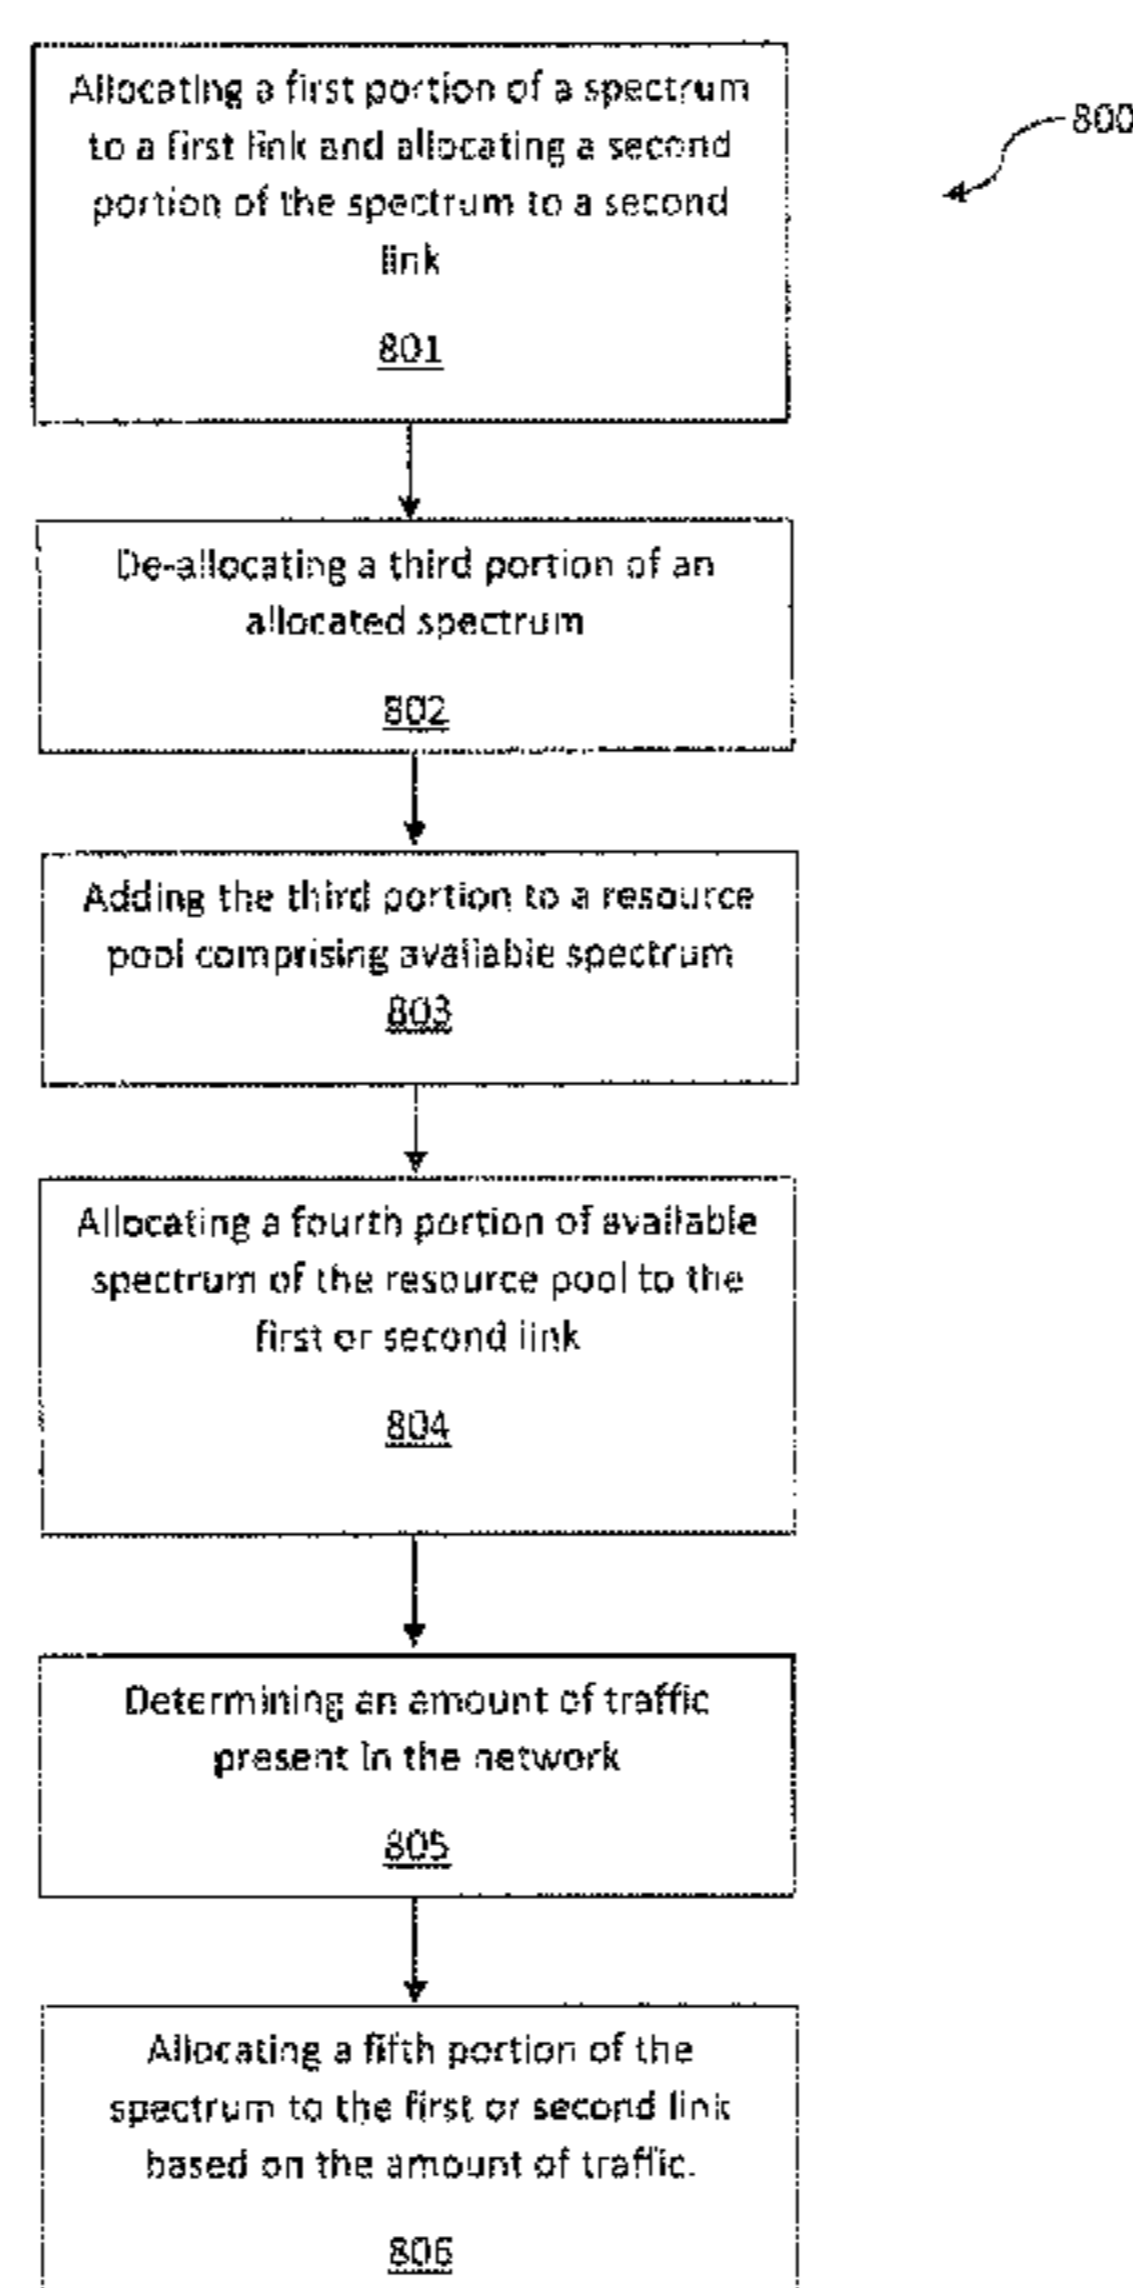 Allocating a first portion of a spectrum
to a first link and allocating a second
portion of the spectrum to a second
link
801
800
De-allocating a third portion of an
allocated spectrum
802
Adding the third portion to a resource
pool comprising available spectrum
803
Allocating a fourth portion of available
spectrum of the resource pool to the
first or second link
804
Determining an amount of traffic
present in the network
805
Allocating a fifth portion of the
spectrum to the first or second link
based on the amount of traffic.
806